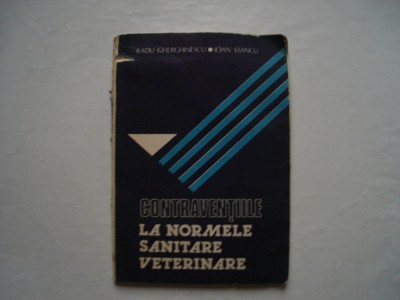 RADU GHERGHINESCU • IOAN STANCU
CONTRAVENȚIILE
LA NORMELE
SANITARE
VETERINARE